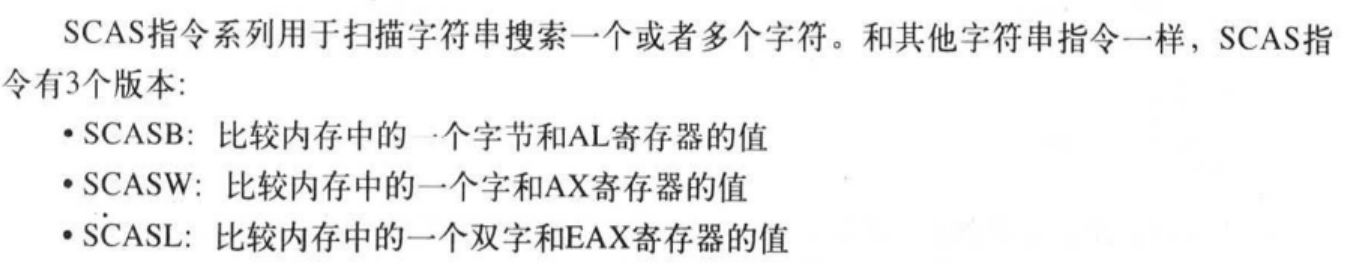 SCAS指令系列用于扫描字符串搜索一个或者多个字符。和其他字符串指令一样，SCAS指
令有3个版本:
• SCASB: 比较内存中的一个字节和AL寄存器的值
• SCASW: 比较内存中的一个字和AX寄存器的值
• SCASL: 比较内存中的一个双字和EAX寄存器的值